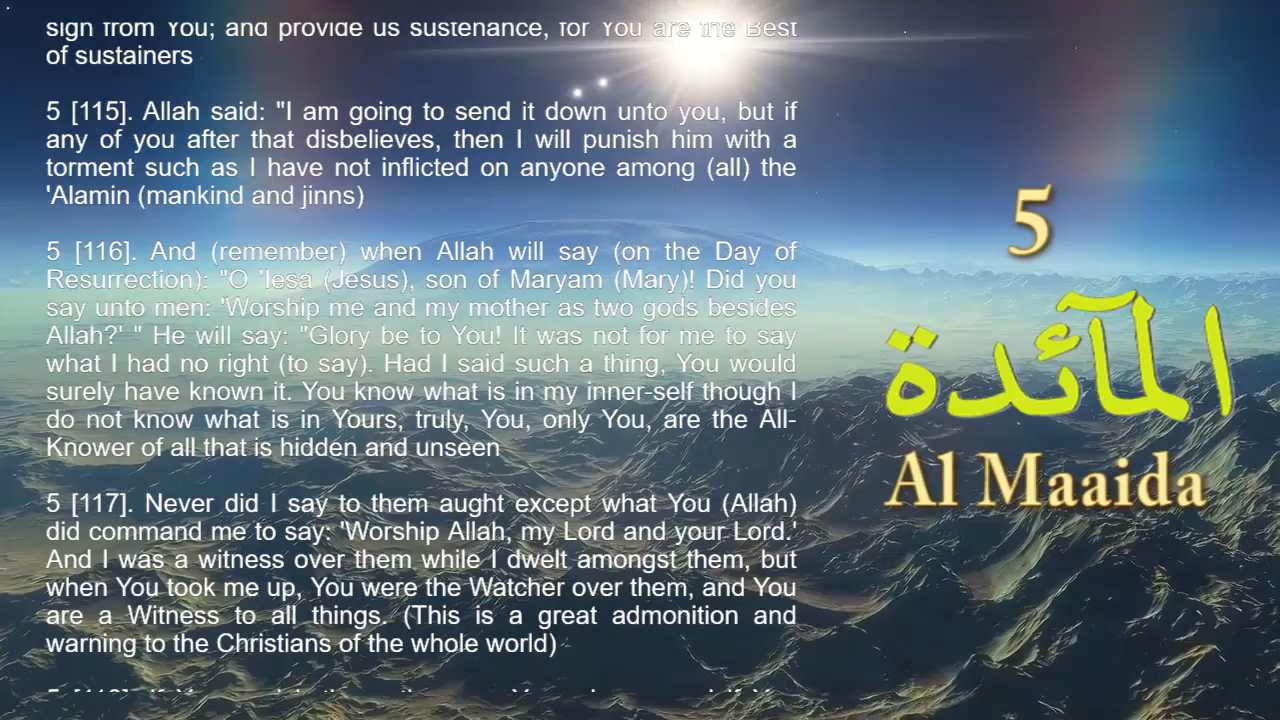 sign from You; and provide us sustenance, for You are the Best
of sustainers
5 [115]. Allah said: "I am going to send it down unto you, but if
any of you after that disbelieves, then I will punish him with a
torment such as I have not inflicted on anyone among (all) the
'Alamin (mankind and jinns)
5 [116]. And (remember) when Allah will say (on the Day of
Resurrection): "O 'Iesa (Jesus), son of Maryam (Mary)! Did you
say unto men: 'Worship me and my mother as two gods besides
Allah?' " He will say: "Glory be to You! It was not for me to say
what I had no right (to say). Had I said such a thing, You would
surely have known it. You know what is in my inner-self though I
do not know what is in Yours, truly, You, only You, are the All-
Knower of all that is hidden and unseen
5 [117]. Never did I say to them aught except what You (Allah)
did command me to say: 'Worship Allah, my Lord and your Lord.'
And I was a witness over them while I dwelt amongst them, but
when You took me up, You were the Watcher over them, and You
are a Witness to all things. (This is a great admonition and
warning to the Christians of the whole world)
5
المآئدة
Al Maaida